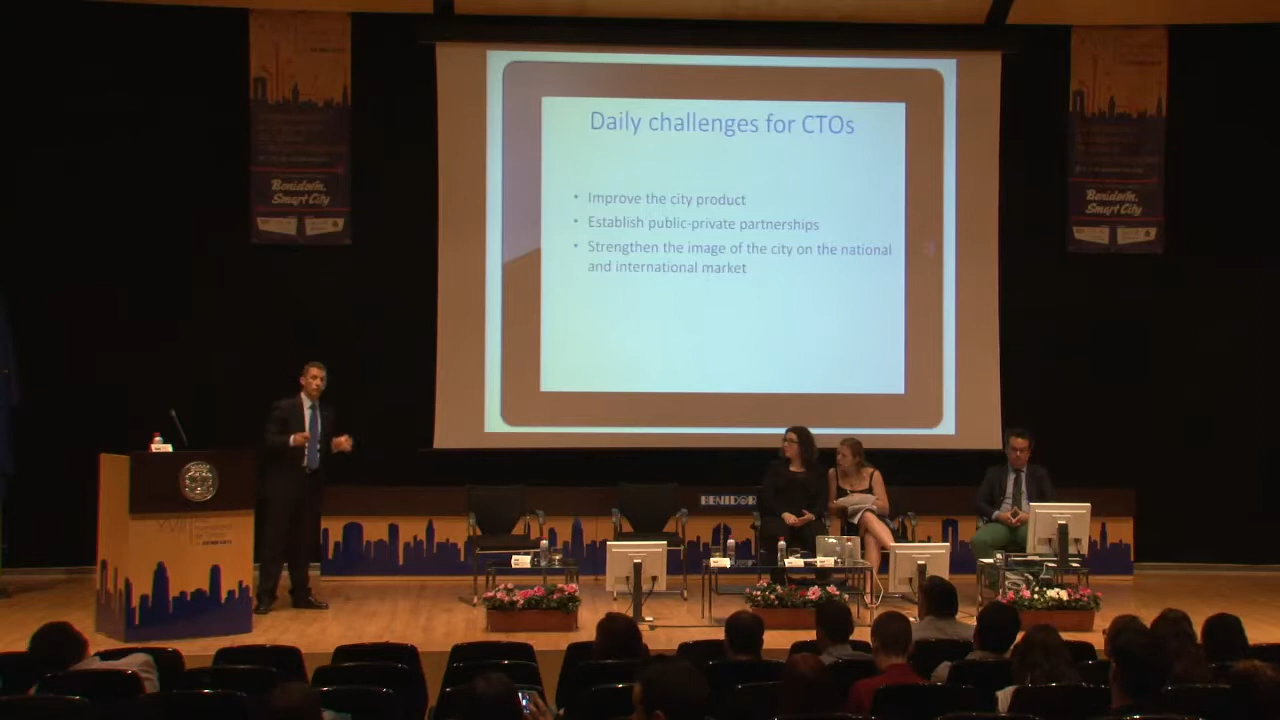 Daily challenges for CTOs
• Improve the city product
• Establish public-private partnerships
• Strengthen the image of the city on the national
and international market
Benidorm,
Smart City
Benidorm,
Smart City
BENIDOR